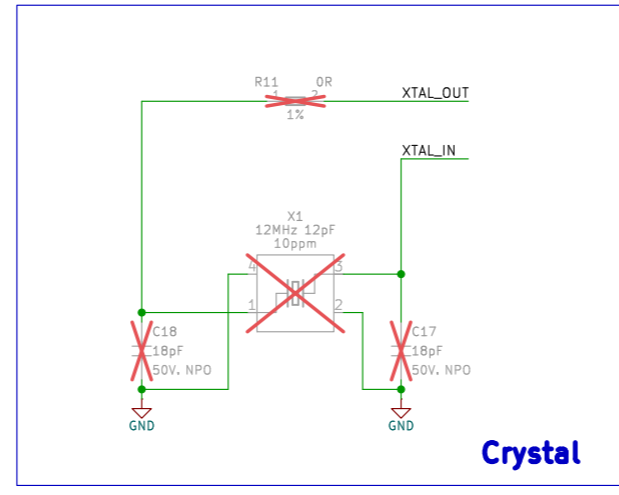 R11 0R
1 2
1%
XTAL_OUT
XTAL_IN
X1
12MHz 12pF
10ppm
4 3
1 2
C18
18pF
50V. NPO
C17
18pF
50V. NPO
GND
GND
Crystal